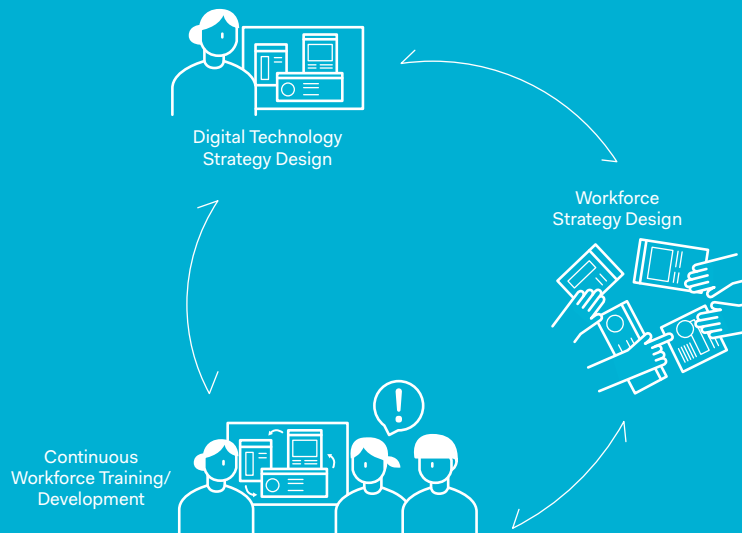 Digital Technology
Strategy Design
Workforce
Strategy Design
!
Continuous
Workforce Training/
Development